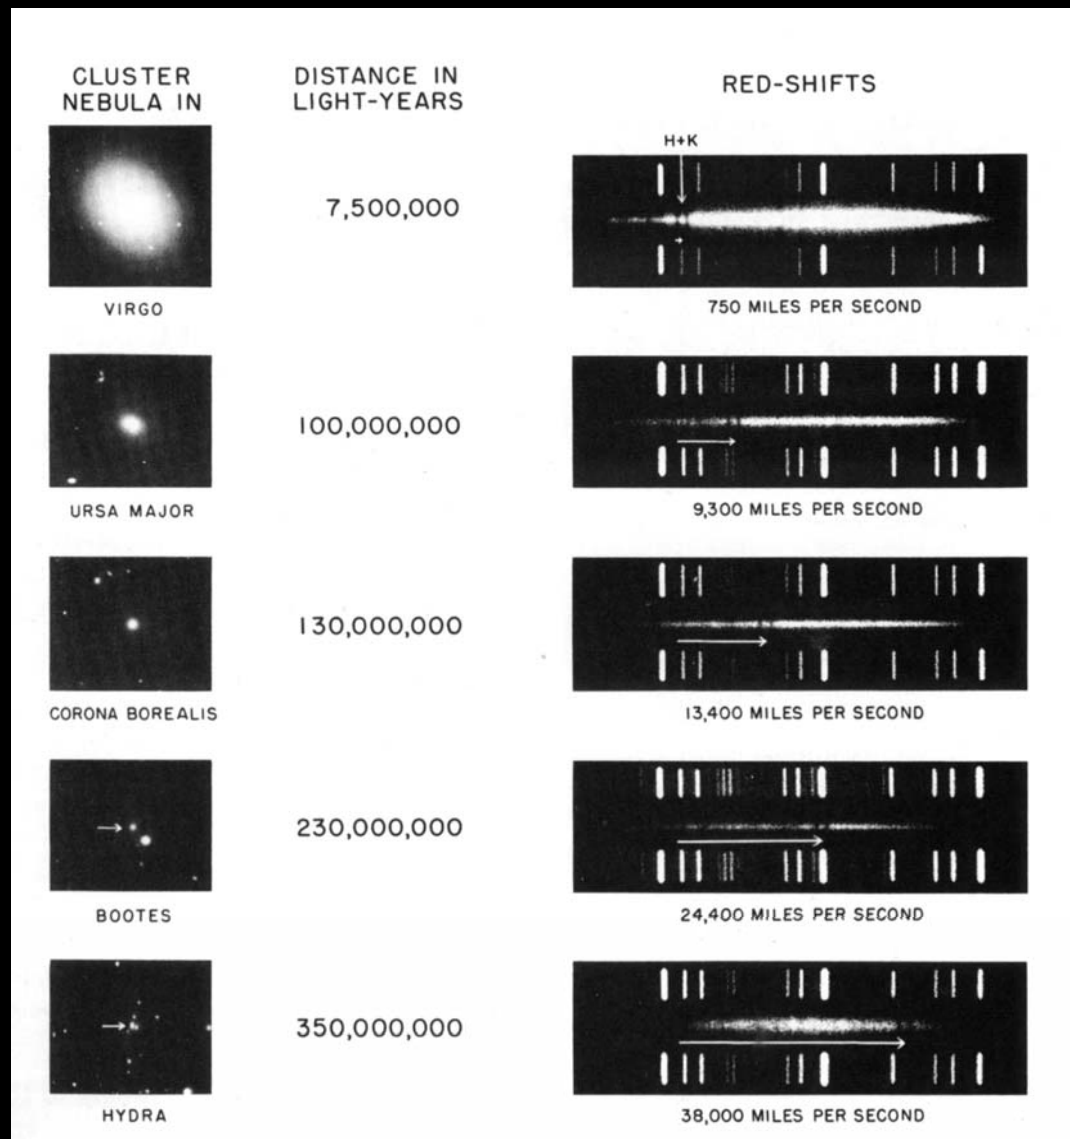 CLUSTER
NEBULA IN
DISTANCE IN
LIGHT-YEARS
RED-SHIFTS
H+K
7,500,000
VIRGO
750 MILES PER SECOND
100,000,000
URSA MAJOR
9,300 MILES PER SECOND
130,000,000
CORONA BOREALIS
13,400 MILES PER SECOND
230,000,000
BOOTES
24,400 MILES PER SECOND
350,000,000
HYDRA
38,000 MILES PER SECOND